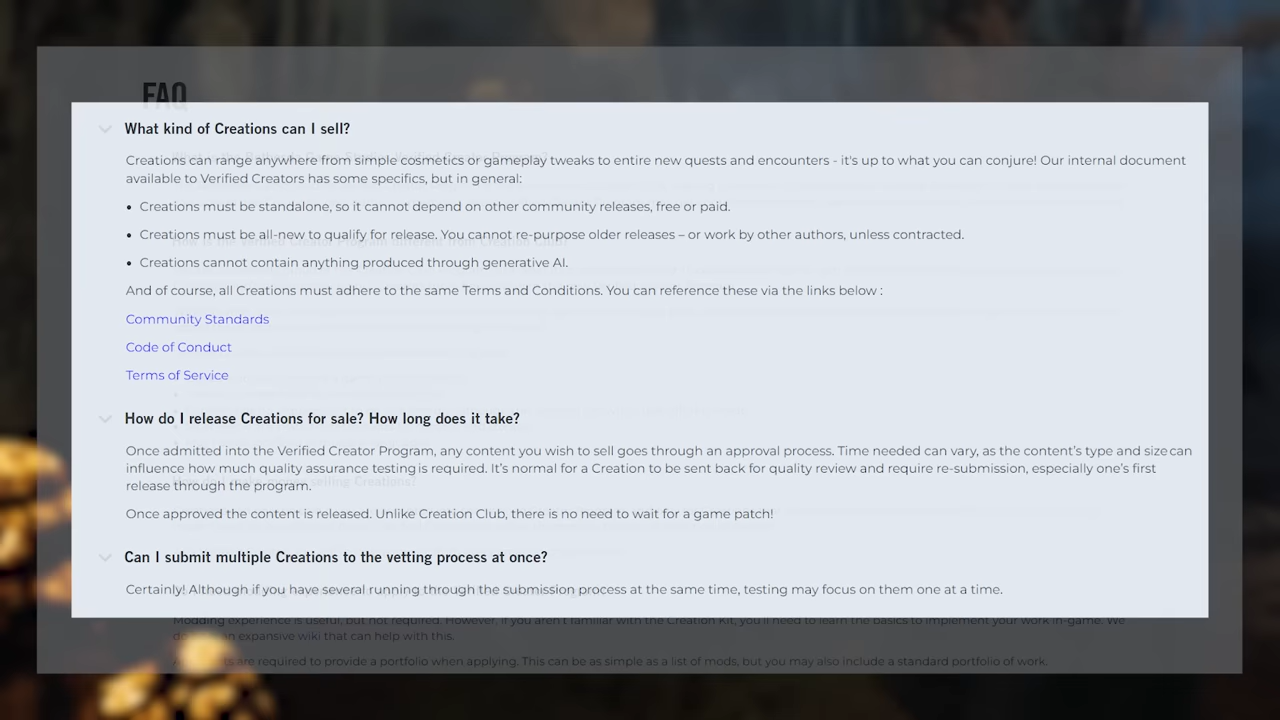 FAQ
What kind of Creations can I sell?
Creations can range anywhere from simple cosmetics or gameplay tweaks to entire new quests and encounters - it's up to what you can conjure! Our internal document
available to Verified Creators has some specifics, but in general:
• Creations must be standalone, so it cannot depend on other community releases, free or paid.
• Creations must be all-new to qualify for release. You cannot re-purpose older releases – or work by other authors, unless contracted.
• Creations cannot contain anything produced through generative AI.
And of course, all Creations must adhere to the same Terms and Conditions. You can reference these via the links below :
Community Standards
Code of Conduct
Terms of Service
How do I release Creations for sale? How long does it take?
Once admitted into the Verified Creator Program, any content you wish to sell goes through an approval process. Time needed can vary, as the content's type and size can
influence how much quality assurance testing is required. It's normal for a Creation to be sent back for quality review and require re-submission, especially one's first
release through the program.
Once approved the content is released. Unlike Creation Club, there is no need to wait for a game patch!
Can I submit multiple Creations to the vetting process at once?
Certainly! Although if you have several running through the submission process at the same time, testing may focus on them one at a time.
Modding experience is useful, but not required. However, if you aren't familiar with the Creation Kit, you'll need to learn the basics to implement your work in-game. We
an expansive wiki that can help with this.
are required to provide a portfolio when applying. This can be as simple as a list of mods, but you may also include a standard portfolio of work.